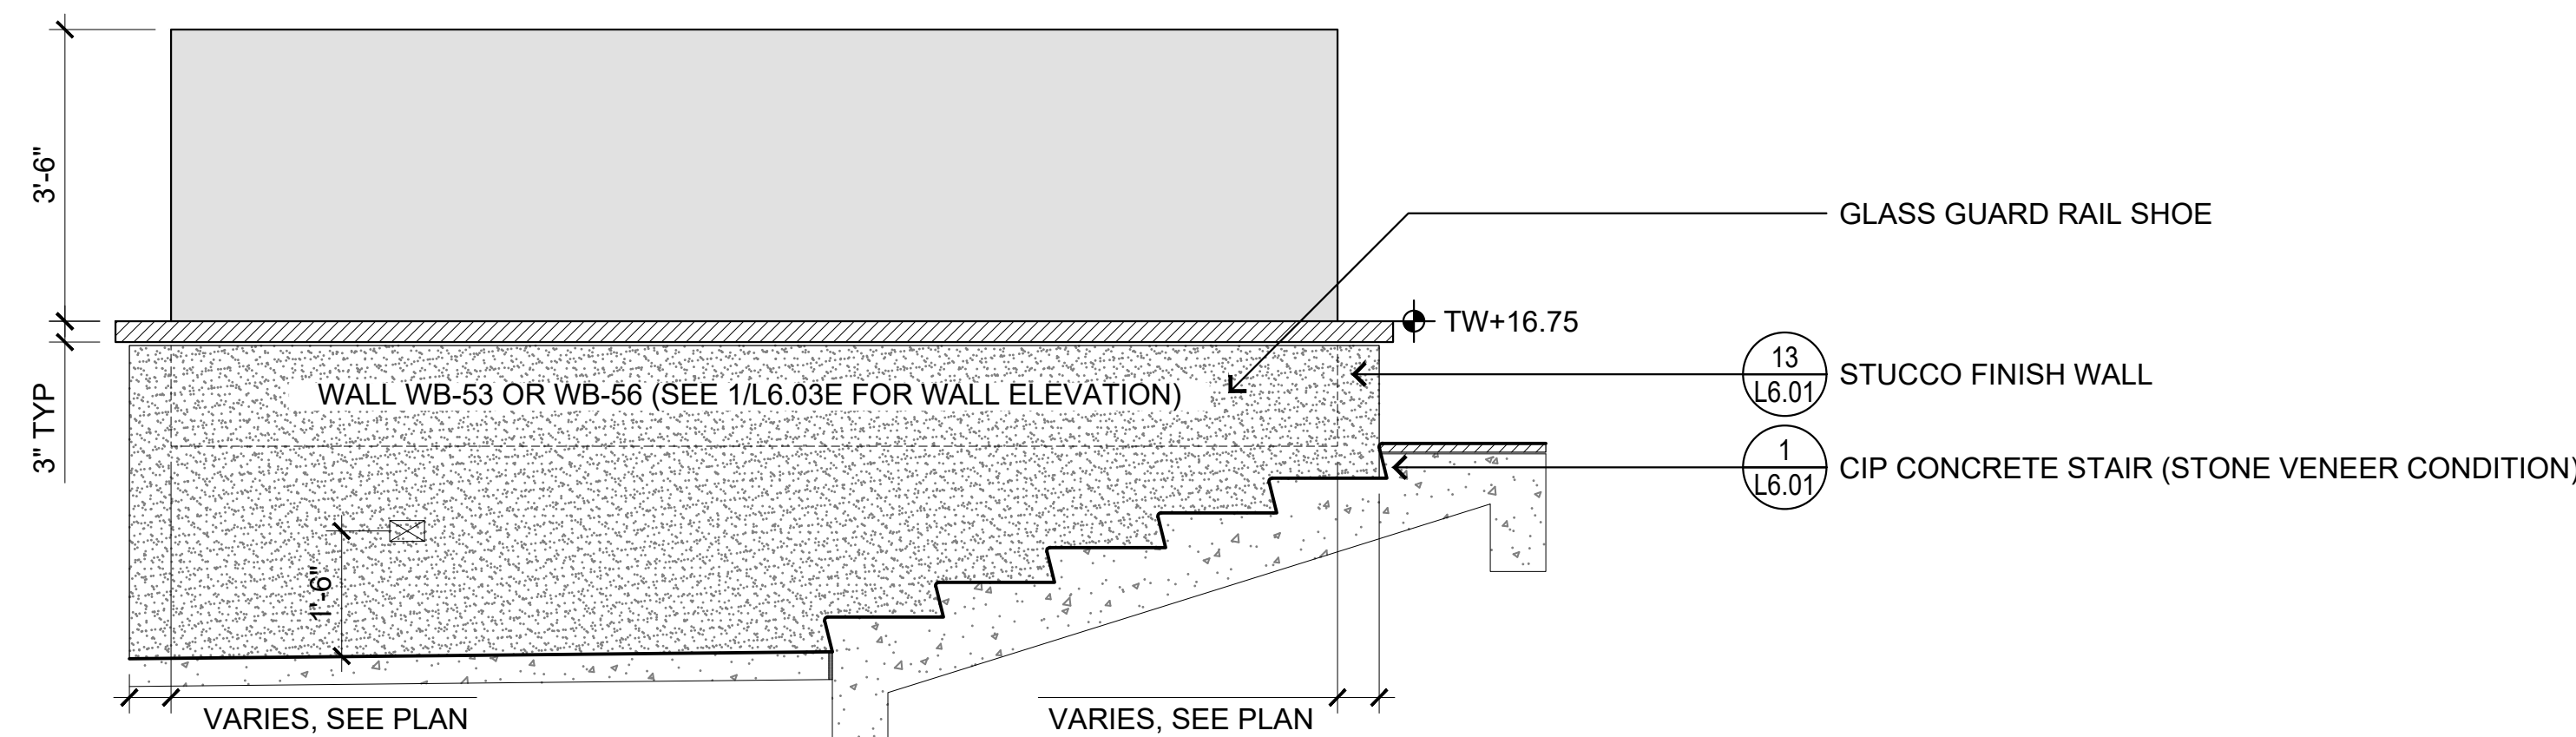 3'-6"
GLASS GUARD RAIL SHOE
TW+16.75
3" TYP
WALL WB-53 OR WB-56 (SEE 1/L6.03E FOR WALL ELEVATION)
13
L6.01
STUCCO FINISH WALL
1
L6.01
CIP CONCRETE STAIR (STONE VENEER CONDITION)
1'-6"
VARIES, SEE PLAN
VARIES, SEE PLAN